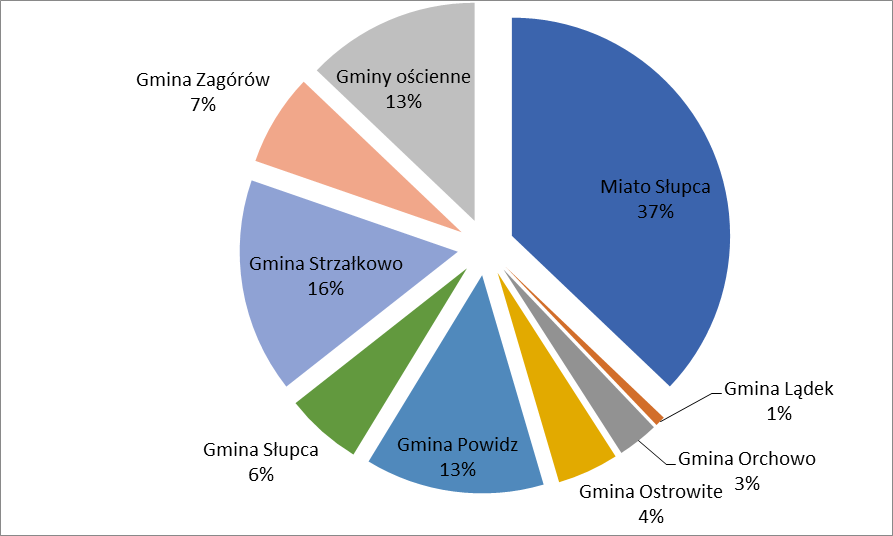 Gminy ościenne
13%
Gmina Zagórów
7%
Miato Słupca
37%
Gmina Strzałkowo
16%
Gmina Lądek
1%
Gmina Słupca
6%
Gmina Powidz
13%
Gmina Orchowo
3%
Gmina Ostrowite
4%